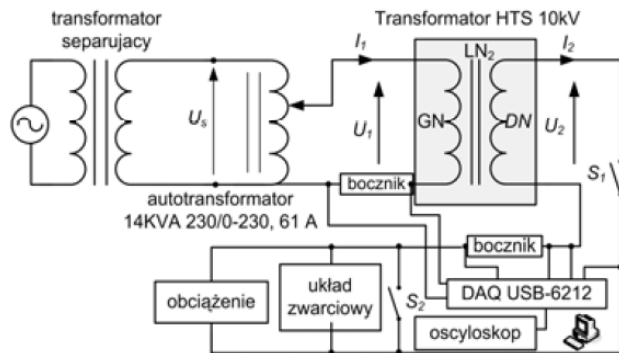 transformator
separujacy
Transformator HTS 10kV
I1
I2
LN2
Us
U1
GN
DN
U2
S1
bocznik
autotransformator
14KVA 230/0-230, 61 A
bocznik
obciążenie
układ
zwarciowy
S2
DAQ USB-6212
oscyloskop